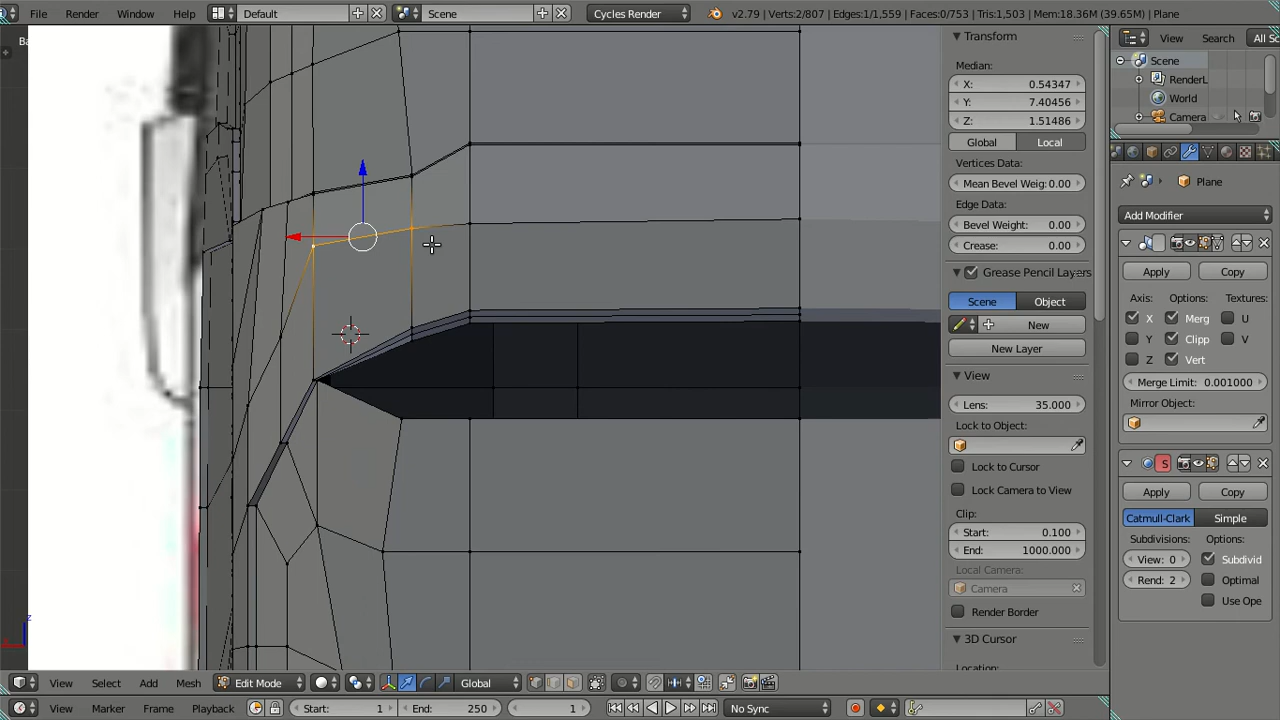 File Render Window Help Default Scene Cycles Render v2.79 | Verts:2/807 | Edges:1/1,559 | Faces:0/753 | Tris:1,503 | Mem:18.36M (39.65M) | Plane
Ba
Transform
Median:
X: 0.54347
Y: 7.40456
Z: 1.51486
Global Local
Vertices Data:
Mean Bevel Weig: 0.00
Edge Data:
Bevel Weight: 0.00
Crease: 0.00
Grease Pencil Layers
Scene Object
New
New Layer
View
Lens: 35.000
Lock to Object:
Lock to Cursor
Lock Camera to View
Clip:
Start: 0.100
End: 1000.000
Local Camera:
Camera
Render Border
3D Cursor
Location:
View Search All Sc
Scene
RenderL
World
Camera
Plane
Add Modifier
Apply Copy
Axis: Options: Textures:
X Merg U
Y Clipp V
Z Vert
Merge Limit: 0.001000
Mirror Object:
S
Apply Copy
Catmull-Clark Simple
Subdivisions: Options:
View: 0 Subdivid
Rend: 2 Optimal
Use Ope
z
x
View Select Add Mesh Edit Mode Global
View Marker Frame Playback Start: 1 End: 250 1 No Sync